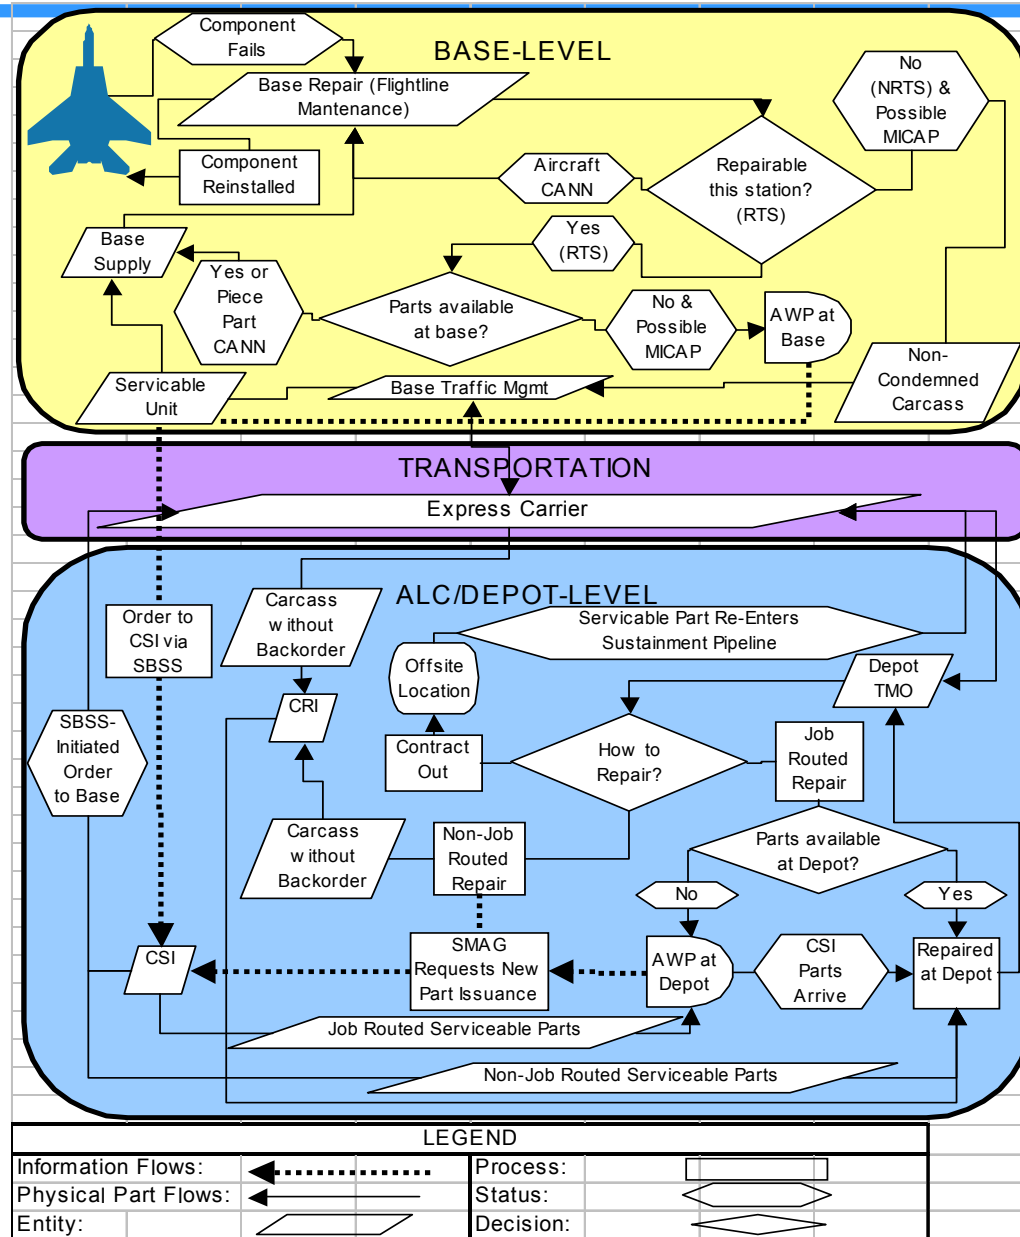 BASE-LEVEL
Component
Fails
Base Repair (Flightline
Mantenance)
No
(NRTS) &
Possible
MICAP
Component
Reinstalled
Aircraft
CANN
Repairable
this station?
(RTS)
Base
Supply
Yes
(RTS)
Yes or
Piece
Part
CANN
Parts available
at base?
No &
Possible
MICAP
AWP at
Base
Servicable
Unit
Base Traffic Mgmt
Non-
Condemned
Carcass
TRANSPORTATION
Express Carrier
ALC/DEPOT-LEVEL
Order to
CSI via
SBSS
Carcass
without
Backorder
Servicable Part Re-Enters
Sustainment Pipeline
Offsite
Location
Depot
TMO
CRI
SBSS-
Initiated
Order
to Base
Contract
Out
How to
Repair?
Job
Routed
Repair
Carcass
without
Backorder
Non-Job
Routed
Repair
Parts available
at Depot?
No
Yes
CSI
SMAG
Requests New
Part Issuance
AWP at
Depot
CSI
Parts
Arrive
Repaired
at Depot
Job Routed Serviceable Parts
Non-Job Routed Serviceable Parts
LEGEND
Information Flows:
Process:
Physical Part Flows:
Status:
Entity:
Decision: